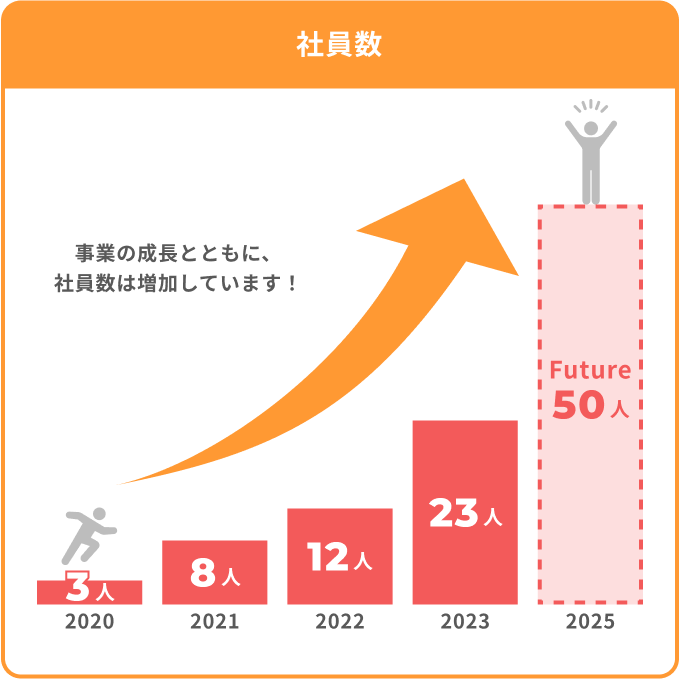 社員数
事業の成長とともに、
社員数は増加しています！
Future
50人
23人
12人
8人
3人
2020
2021
2022
2023
2025